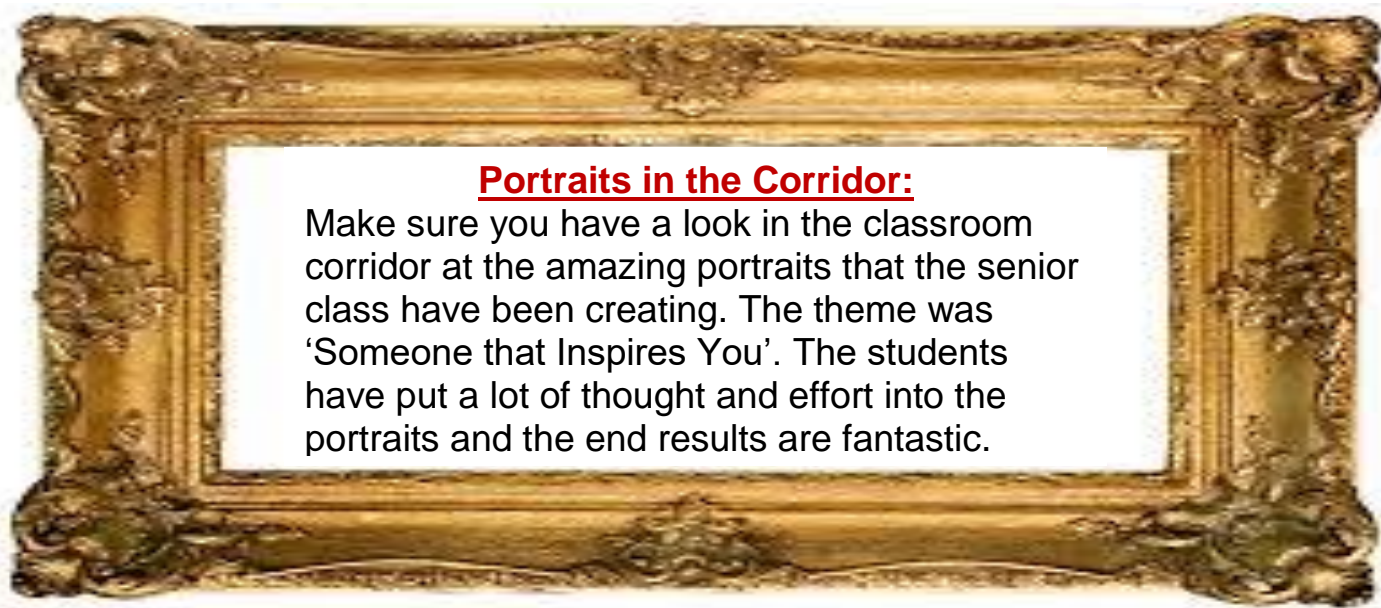 Portraits in the Corridor:
Make sure you have a look in the classroom
corridor at the amazing portraits that the senior
class have been creating. The theme was
‘Someone that Inspires You’. The students
have put a lot of thought and effort into the
portraits and the end results are fantastic.